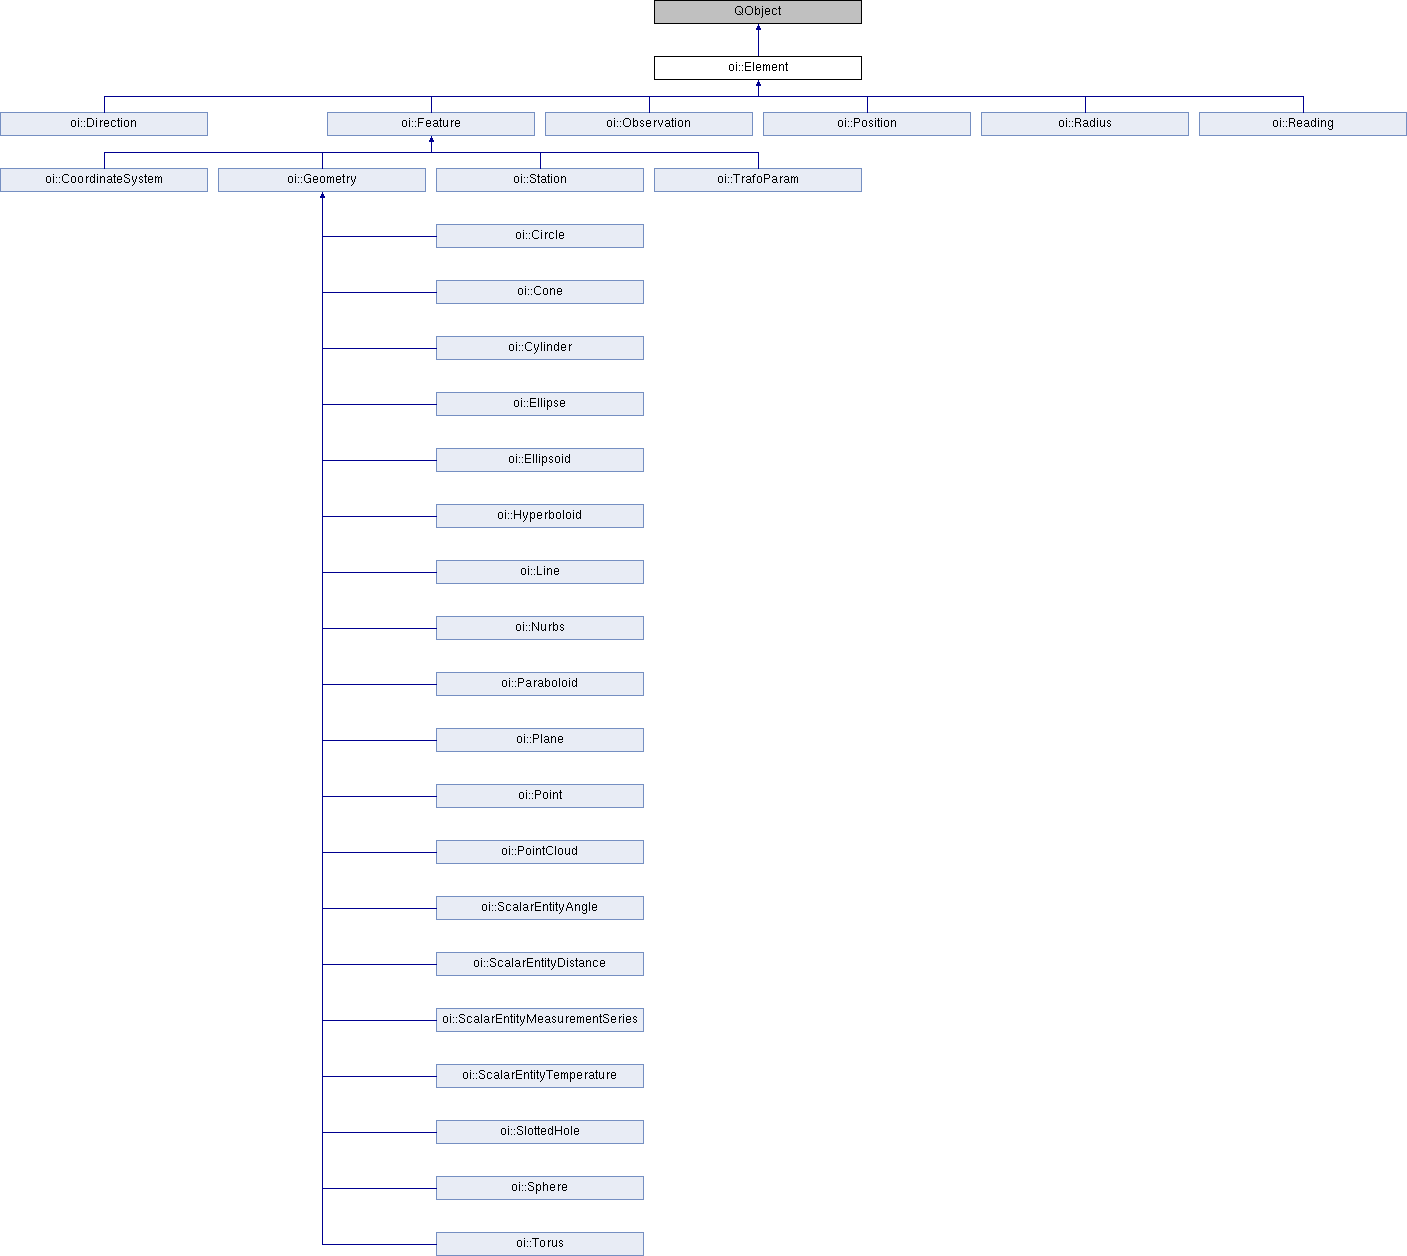 QObject
oi::Element
oi::Direction
oi::Feature
oi::Observation
oi::Position
oi::Radius
oi::Reading
oi::CoordinateSystem
oi::Geometry
oi::Station
oi::TrafoParam
oi::Circle
oi::Cone
oi::Cylinder
oi::Ellipse
oi::Ellipsoid
oi::Hyperboloid
oi::Line
oi::Nurbs
oi::Paraboloid
oi::Plane
oi::Point
oi::PointCloud
oi::ScalarEntityAngle
oi::ScalarEntityDistance
oi::ScalarEntityMeasurementSeries
oi::ScalarEntityTemperature
oi::SlottedHole
oi::Sphere
oi::Torus